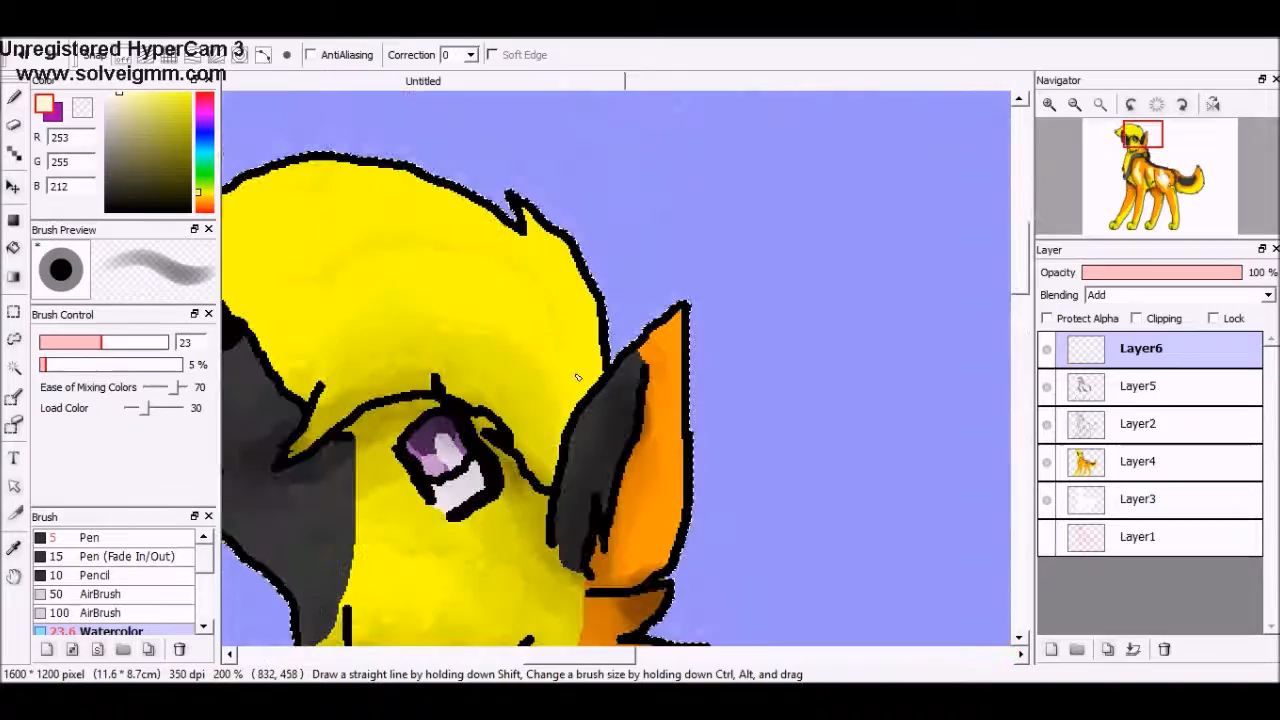 Unregistered HyperCam 3
www.solveigmm.com
Snap off AntiAliasing Correction 0 Soft Edge
Untitled
Color
R 253
G 255
B 212
Brush Preview
Brush Control
23
5 %
Ease of Mixing Colors 70
Load Color 30
Brush
5 Pen
15 Pen (Fade In/Out)
10 Pencil
50 AirBrush
100 AirBrush
23.6 Watercolor
Navigator
Layer
Opacity 100 %
Blending Add
Protect Alpha Clipping Lock
Layer6
Layer5
Layer2
Layer4
Layer3
Layer1
1600 * 1200 pixel (11.6 * 8.7cm) 350 dpi 200 % ( 832, 458) Draw a straight line by holding down Shift, Change a brush size by holding down Ctrl, Alt, and drag